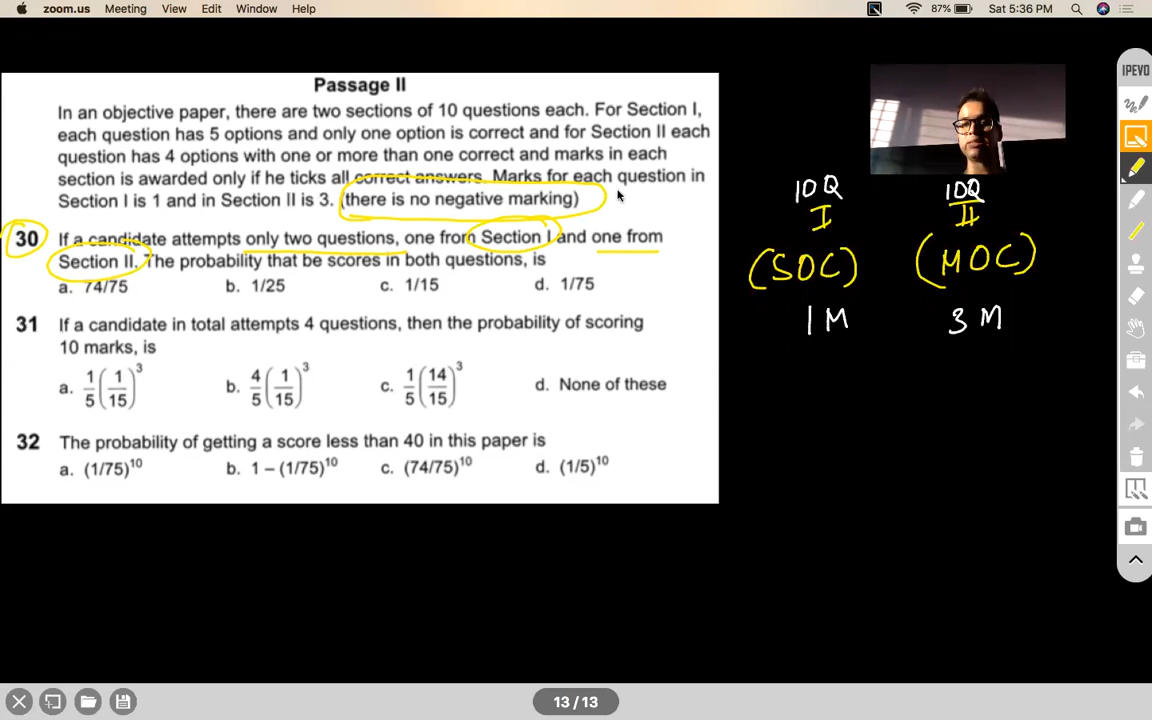 zoom.us Meeting View Edit Window Help 87% Sat 5:36 PM
IPEVO
Passage II
In an objective paper, there are two sections of 10 questions each. For Section I,
each question has 5 options and only one option is correct and for Section II each
question has 4 options with one or more than one correct and marks in each
section is awarded only if he ticks all correct answers. Marks for each question in
Section I is 1 and in Section II is 3. (there is no negative marking)
30 If a candidate attempts only two questions, one from Section I and one from
Section II. The probability that be scores in both questions, is
a. 74/75 b. 1/25 c. 1/15 d. 1/75
31 If a candidate in total attempts 4 questions, then the probability of scoring
10 marks, is
a. 1/5(1/15)³ b. 4/5(1/15)³ c. 1/5(14/15)³ d. None of these
32 The probability of getting a score less than 40 in this paper is
a. (1/75)¹⁰ b. 1 – (1/75)¹⁰ c. (74/75)¹⁰ d. (1/5)¹⁰
10Q 10Q
I II
(SOC) (MOC)
1M 3M
13 / 13